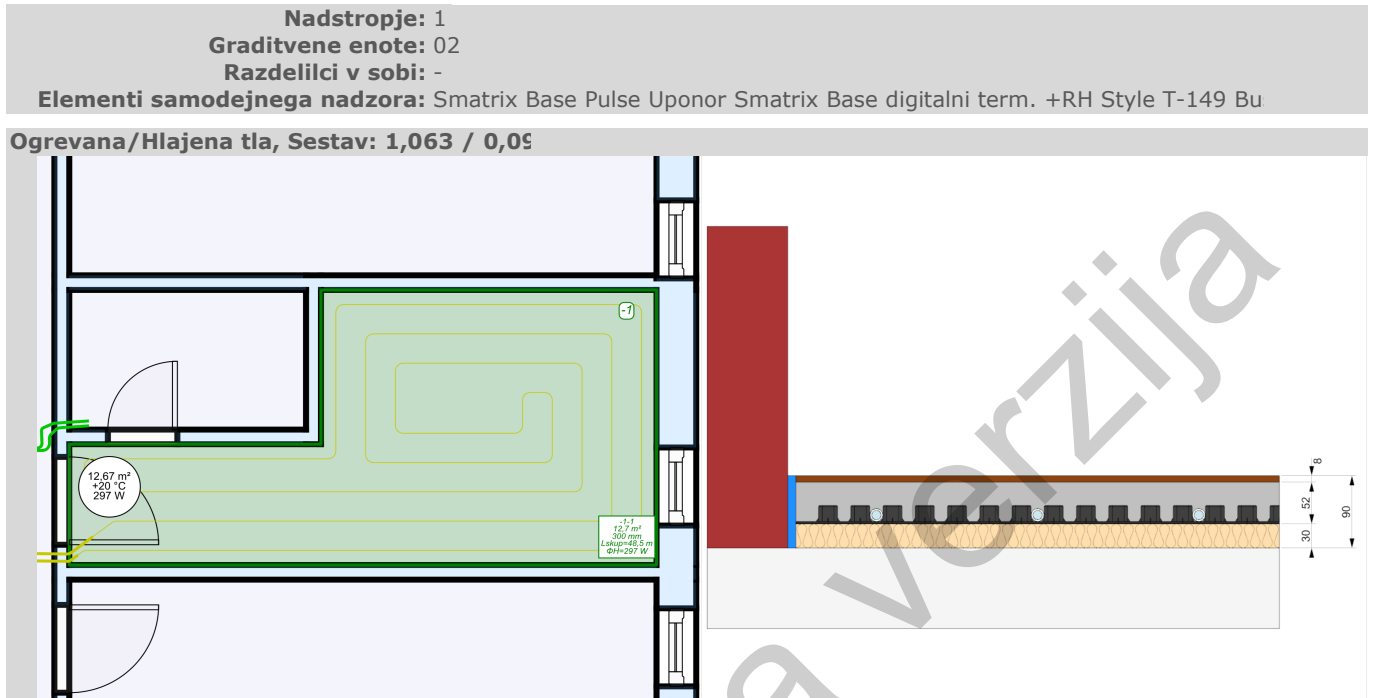 Nadstropje: 1
Graditvene enote: 02
Razdelilci v sobi: -
Elementi samodejnega nadzora: Smatrix Base Pulse Uponor Smatrix Base digitalni term. +RH Style T-149 Bu
Ogrevana/Hlajena tla, Sestav: 1,063 / 0,09
-1
12,67 m²
+20 °C
297 W
-1-1
12,7 m²
300 mm
Lskup=48,5 m
ΦH=297 W
8
52
90
30
a verzija